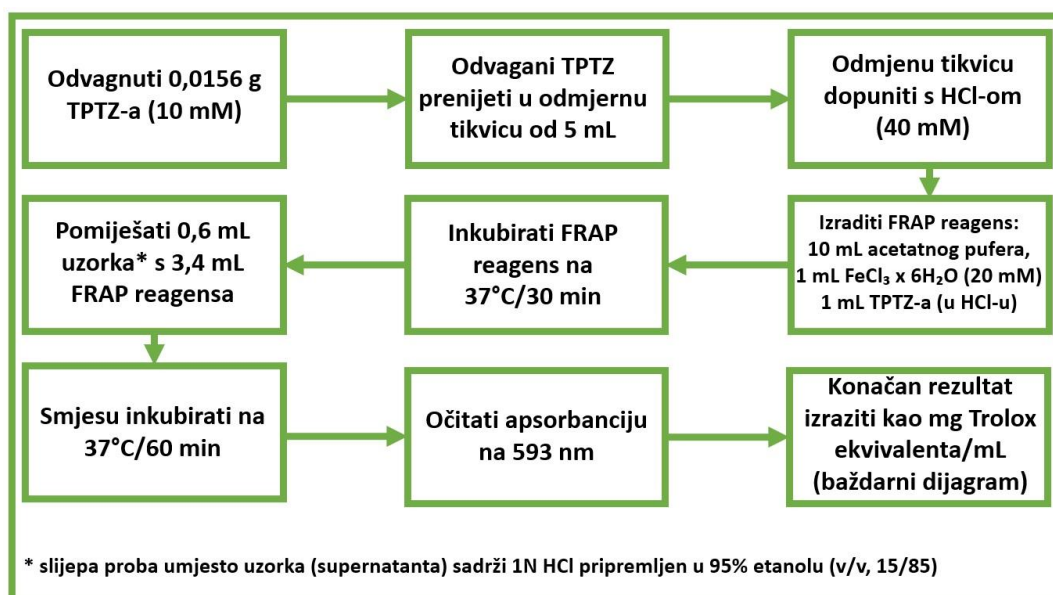 Odvagnuti 0,0156 g
TPTZ-a (10 mM)
Odvagani TPTZ
prenijeti u odmjernu
tikvicu od 5 mL
Odmjenu tikvicu
dopuniti s HCl-om
(40 mM)
Izraditi FRAP reagens:
10 mL acetatnog pufera,
1 mL FeCl₃ x 6H₂O (20 mM)
1 mL TPTZ-a (u HCl-u)
Inkubirati FRAP
reagens na
37°C/30 min
Pomiješati 0,6 mL
uzorka* s 3,4 mL
FRAP reagensa
Smjesu inkubirati na
37°C/60 min
Očitati apsorbanciju
na 593 nm
Konačan rezultat
izraziti kao mg Trolox
ekvivalenta/mL
(baždarni dijagram)
* slijepa proba umjesto uzorka (supernatanta) sadrži 1N HCl pripremljen u 95% etanolu (v/v, 15/85)